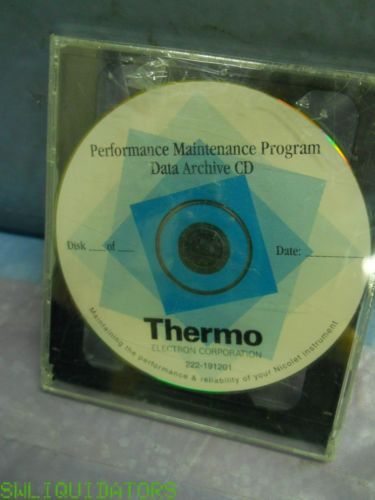 Performance Maintenance Program
Data Archive CD
Disk ___ of ___
Date: ___________
Thermo
ELECTRON CORPORATION
222-191201
Maintaining the performance & reliability of your Nicolet instrument
SWLIQUIDATORS